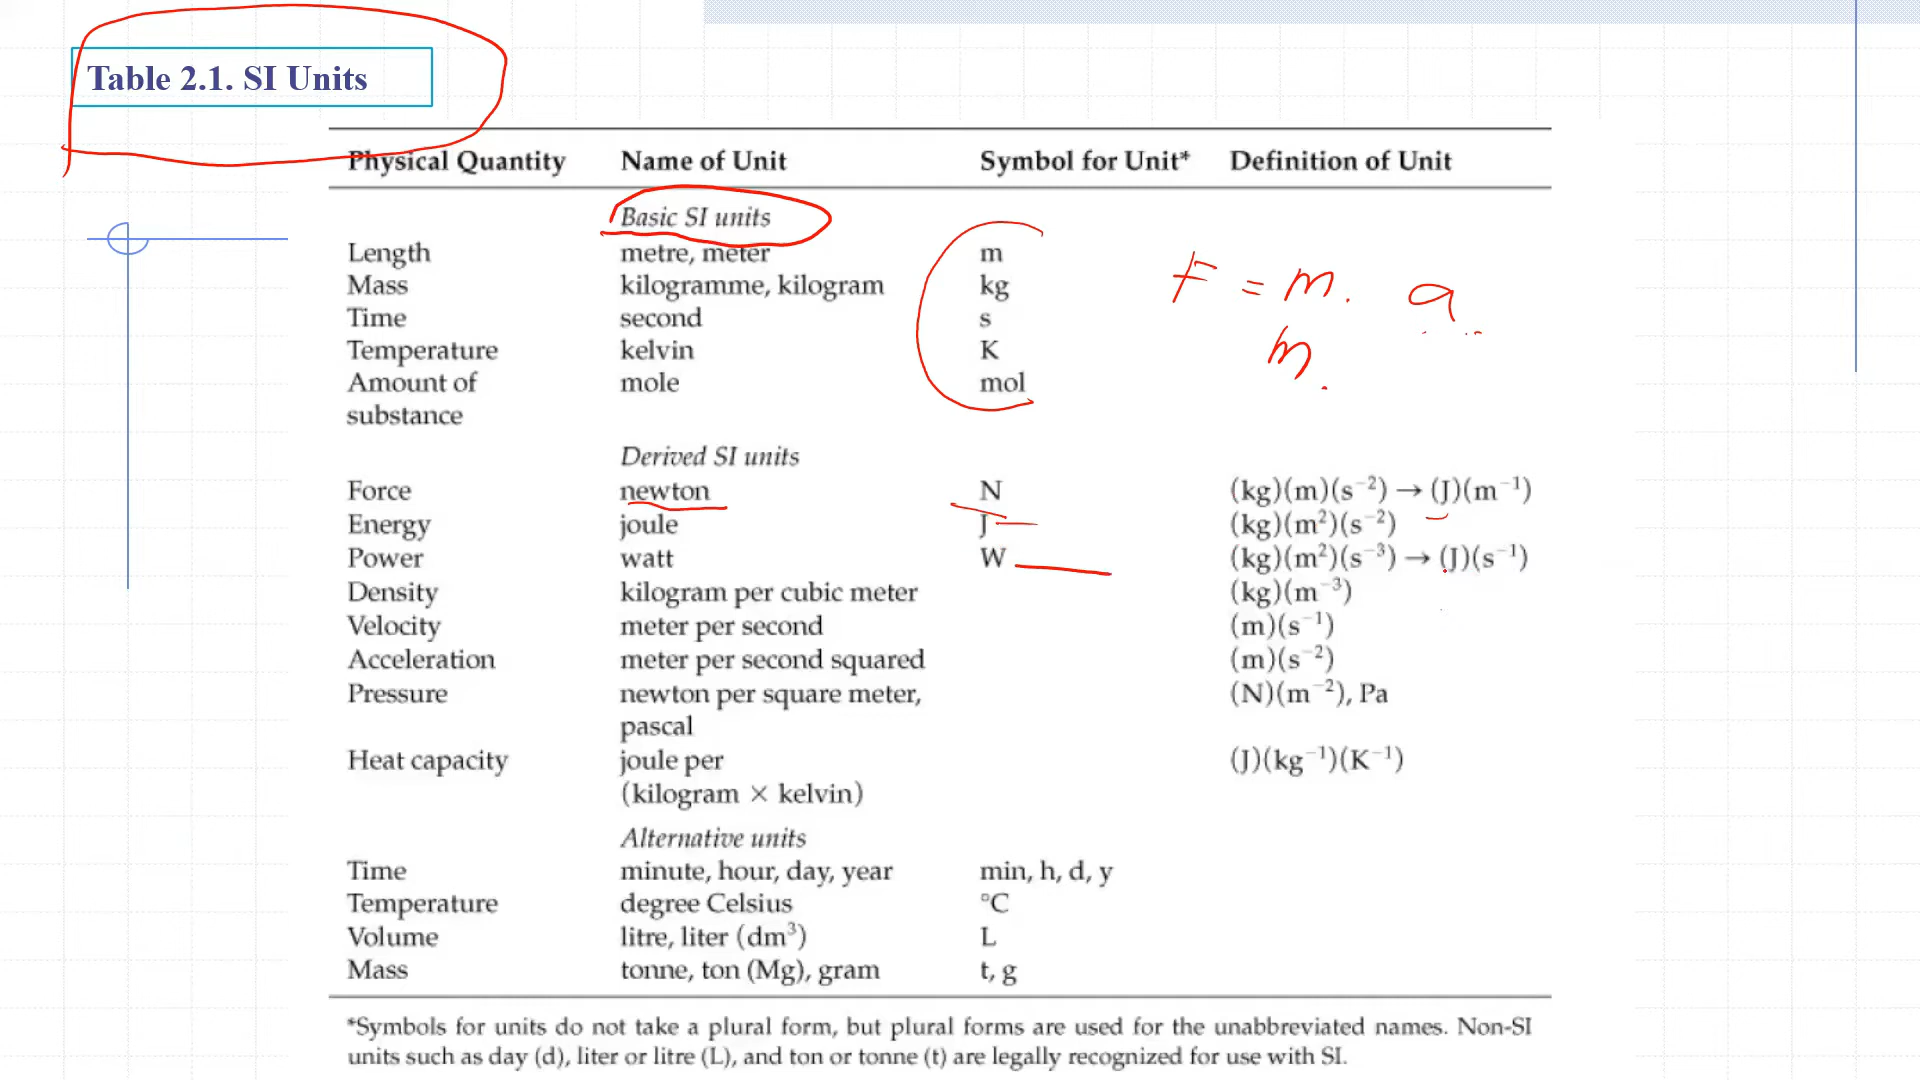 Table 2.1. SI Units
Physical Quantity Name of Unit Symbol for Unit* Definition of Unit
Basic SI units
Length metre, meter m
Mass kilogramme, kilogram kg
Time second s
Temperature kelvin K
Amount of mole mol
substance
F = m. a
m.
Derived SI units
Force newton N (kg)(m)(s⁻²) → (J)(m⁻¹)
Energy joule J (kg)(m²)(s⁻²)
Power watt W (kg)(m²)(s⁻³) → (J)(s⁻¹)
Density kilogram per cubic meter (kg)(m⁻³)
Velocity meter per second (m)(s⁻¹)
Acceleration meter per second squared (m)(s⁻²)
Pressure newton per square meter, (N)(m⁻²), Pa
pascal
Heat capacity joule per (J)(kg⁻¹)(K⁻¹)
(kilogram × kelvin)
Alternative units
Time minute, hour, day, year min, h, d, y
Temperature degree Celsius °C
Volume litre, liter (dm³) L
Mass tonne, ton (Mg), gram t, g
*Symbols for units do not take a plural form, but plural forms are used for the unabbreviated names. Non-SI
units such as day (d), liter or litre (L), and ton or tonne (t) are legally recognized for use with SI.